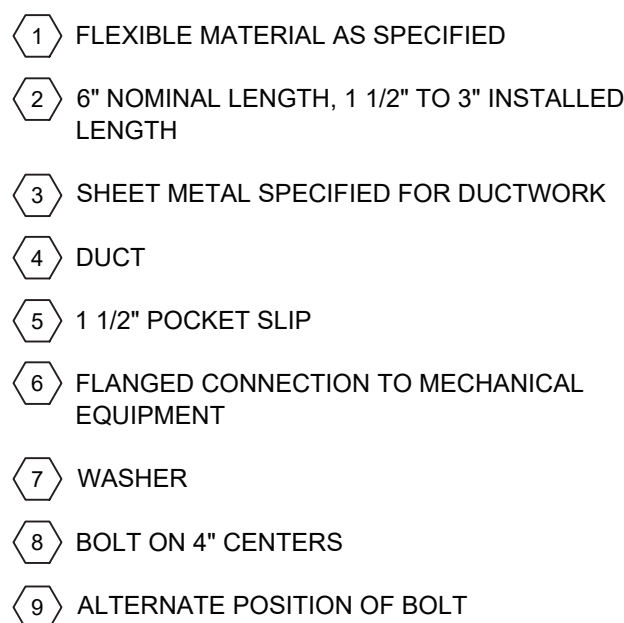 1 FLEXIBLE MATERIAL AS SPECIFIED
2 6" NOMINAL LENGTH, 1 1/2" TO 3" INSTALLED
LENGTH
3 SHEET METAL SPECIFIED FOR DUCTWORK
4 DUCT
5 1 1/2" POCKET SLIP
6 FLANGED CONNECTION TO MECHANICAL
EQUIPMENT
7 WASHER
8 BOLT ON 4" CENTERS
9 ALTERNATE POSITION OF BOLT